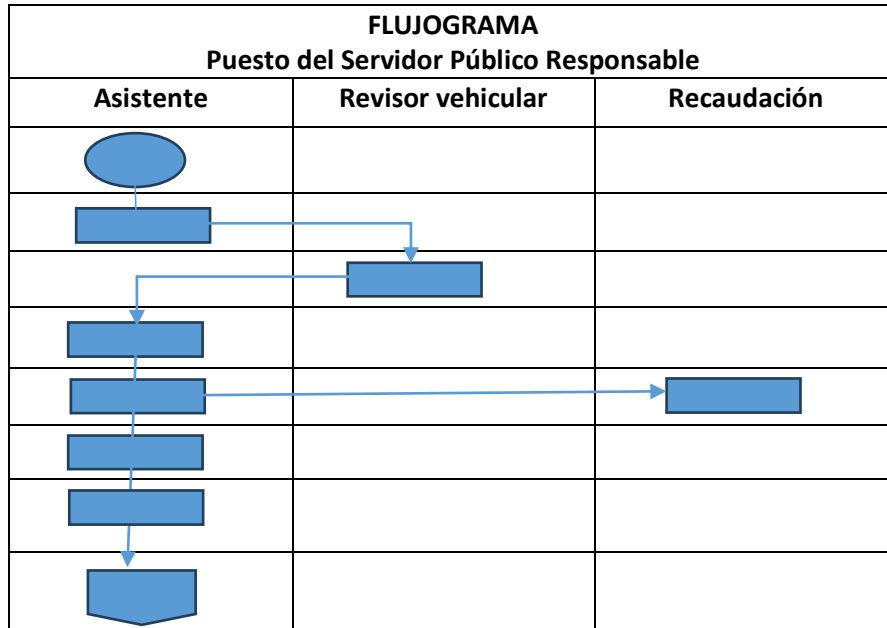 FLUJOGRAMA
Puesto del Servidor Público Responsable
Asistente Revisor vehicular Recaudación